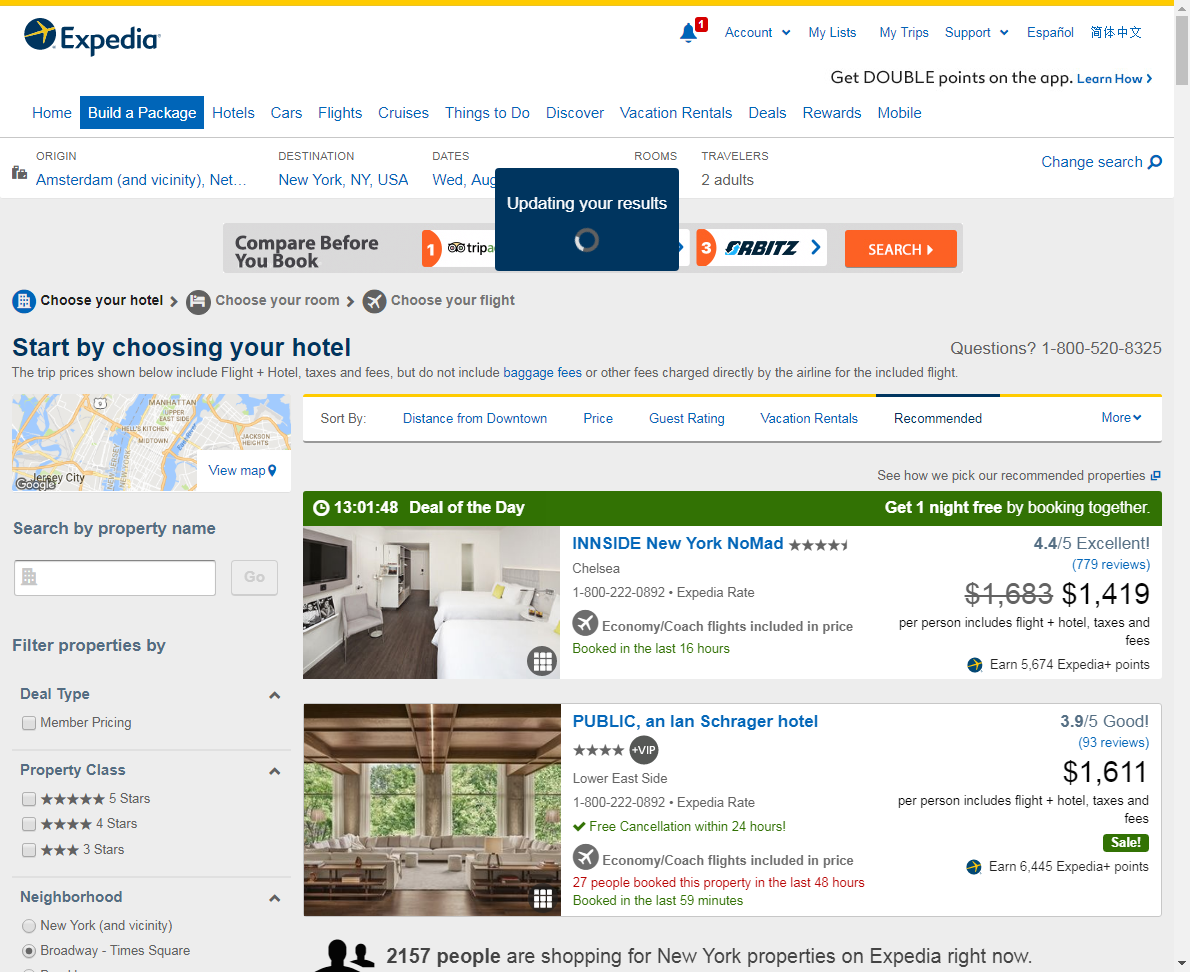 Expedia
1
Account
My Lists
My Trips
Support
Español
简体中文
Get DOUBLE points on the app. Learn How
Home
Build a Package
Hotels
Cars
Flights
Cruises
Things to Do
Discover
Vacation Rentals
Deals
Rewards
Mobile
ORIGIN
Amsterdam (and vicinity), Net...
DESTINATION
New York, NY, USA
DATES
Wed, Aug
ROOMS
TRAVELERS
2 adults
Change search
Updating your results
Compare Before
You Book
1
3
ORBITZ
SEARCH
Choose your hotel
Choose your room
Choose your flight
Start by choosing your hotel
Questions? 1-800-520-8325
The trip prices shown below include Flight + Hotel, taxes and fees, but do not include baggage fees or other fees charged directly by the airline for the included flight.
MANHATTAN
UPPER
EAST SIDE
HELL'S KITCHEN
MIDTOWN
JACKSON
HEIGHTS
NEW JERSEY
NEW YORK
Jersey City
Google
View map
Sort By:
Distance from Downtown
Price
Guest Rating
Vacation Rentals
Recommended
More
See how we pick our recommended properties
Search by property name
Go
Filter properties by
Deal Type
Member Pricing
Property Class
5 Stars
4 Stars
3 Stars
Neighborhood
New York (and vicinity)
Broadway - Times Square
13:01:48 Deal of the Day
Get 1 night free by booking together.
INNSIDE New York NoMad
Chelsea
1-800-222-0892 • Expedia Rate
Economy/Coach flights included in price
Booked in the last 16 hours
4.4/5 Excellent!
(779 reviews)
$1,683 $1,419
per person includes flight + hotel, taxes and
fees
Earn 5,674 Expedia+ points
PUBLIC, an Ian Schrager hotel
+VIP
Lower East Side
1-800-222-0892 • Expedia Rate
Free Cancellation within 24 hours!
Economy/Coach flights included in price
27 people booked this property in the last 48 hours
Booked in the last 59 minutes
3.9/5 Good!
(93 reviews)
$1,611
per person includes flight + hotel, taxes and
fees
Sale!
Earn 6,445 Expedia+ points
2157 people are shopping for New York properties on Expedia right now.